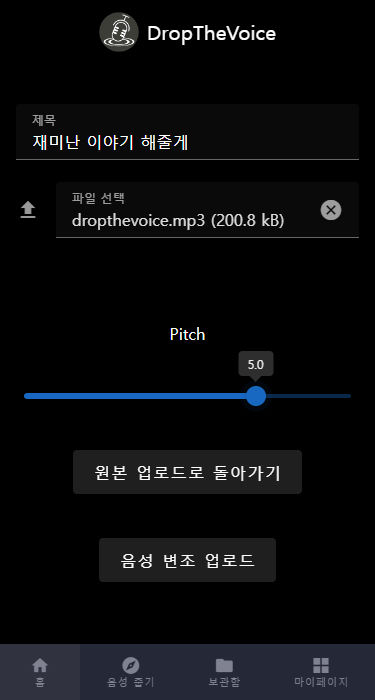 DropTheVoice
제목
재미난 이야기 해줄게
파일 선택
dropthevoice.mp3 (200.8 kB)
Pitch
5.0
원본 업로드로 돌아가기
음성 변조 업로드
홈 음성 줍기 보관함 마이페이지